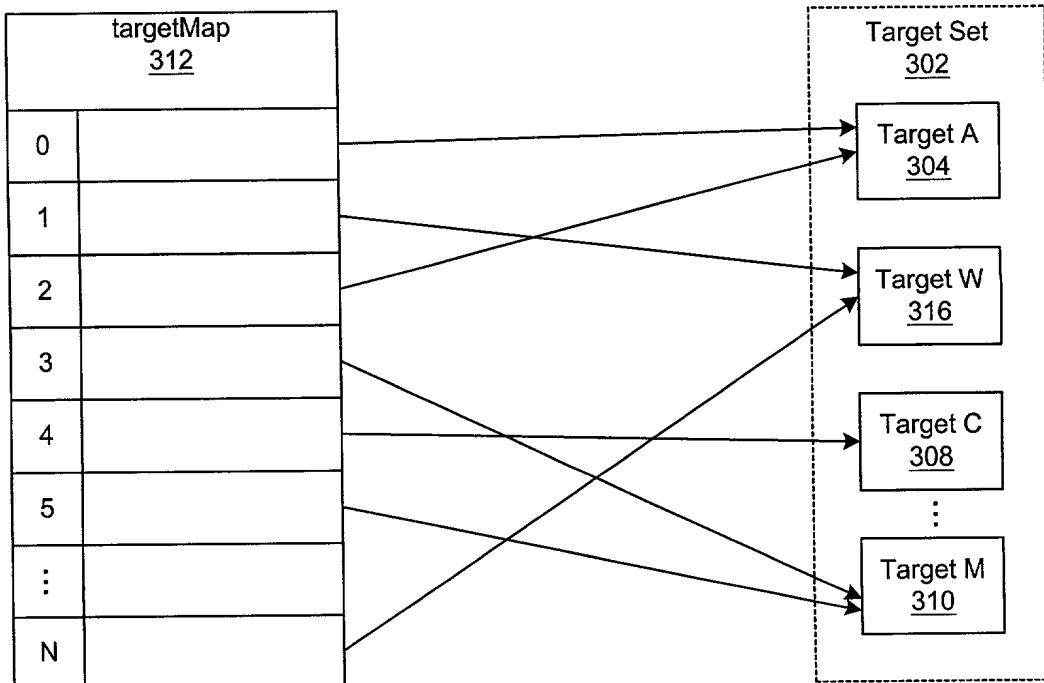 targetMap
312
0
1
2
3
4
5
⋮
N
Target Set
302
Target A
304
Target W
316
Target C
308
⋮
Target M
310